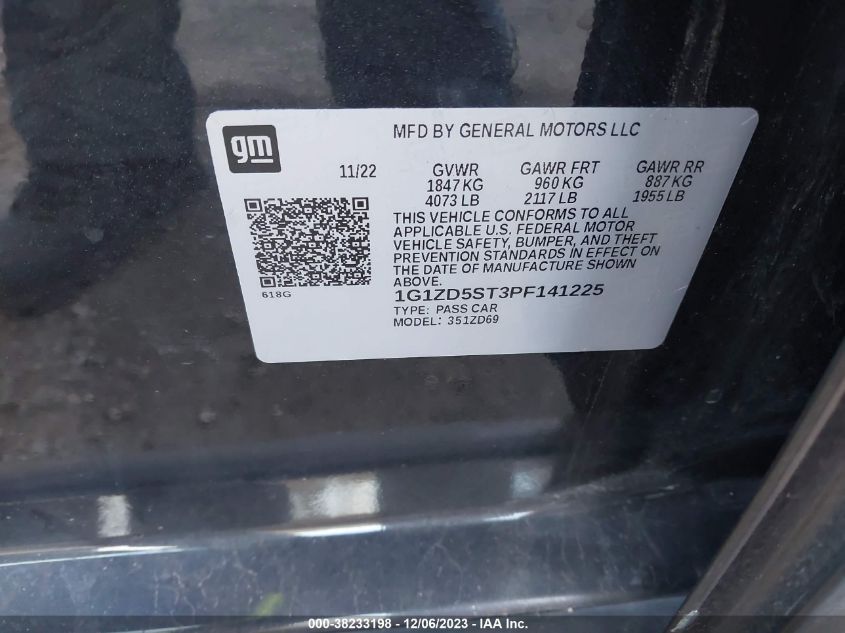 gm
MFD BY GENERAL MOTORS LLC
11/22 GVWR GAWR FRT GAWR RR
1847 KG 960 KG 887 KG
4073 LB 2117 LB 1955 LB
THIS VEHICLE CONFORMS TO ALL
APPLICABLE U.S. FEDERAL MOTOR
VEHICLE SAFETY, BUMPER, AND THEFT
PREVENTION STANDARDS IN EFFECT ON
THE DATE OF MANUFACTURE SHOWN
ABOVE.
618G
1G1ZD5ST3PF141225
TYPE: PASS CAR
MODEL: 351ZD69
000-38233198 - 12/06/2023 - IAA Inc.